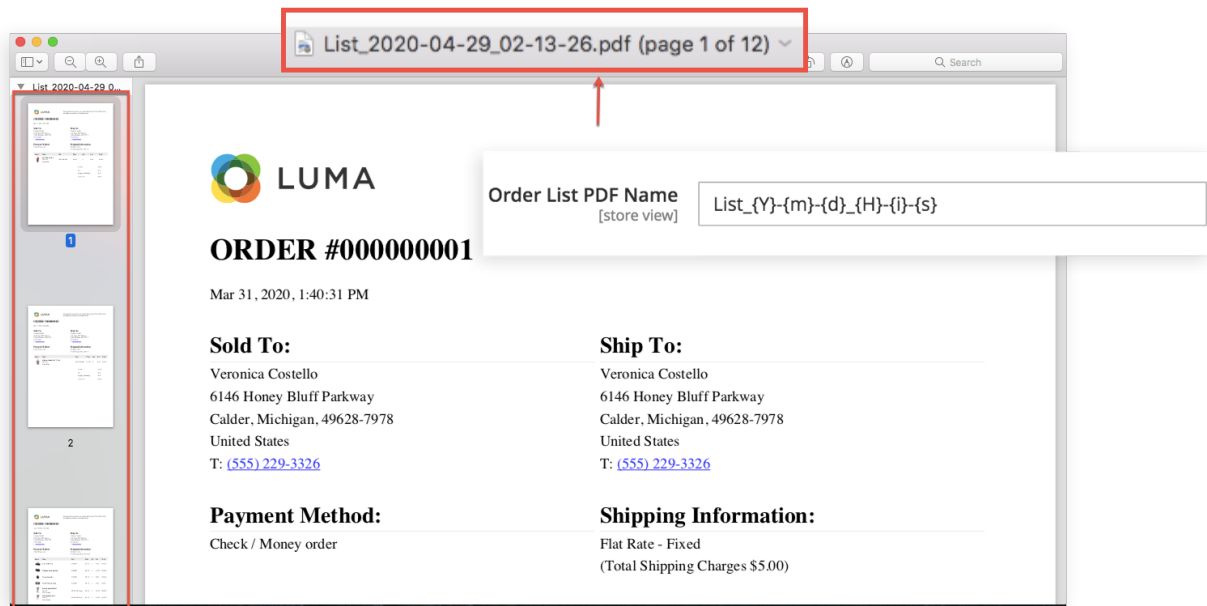 List_2020-04-29_02-13-26.pdf (page 1 of 12)
Search
List_2020-04-29 0...
1
2
LUMA
Order List PDF Name
[store view]
List_{Y}-{m}-{d}_{H}-{i}-{s}
ORDER #000000001
Mar 31, 2020, 1:40:31 PM
Sold To:
Veronica Costello
6146 Honey Bluff Parkway
Calder, Michigan, 49628-7978
United States
T: (555) 229-3326
Ship To:
Veronica Costello
6146 Honey Bluff Parkway
Calder, Michigan, 49628-7978
United States
T: (555) 229-3326
Payment Method:
Check / Money order
Shipping Information:
Flat Rate - Fixed
(Total Shipping Charges $5.00)